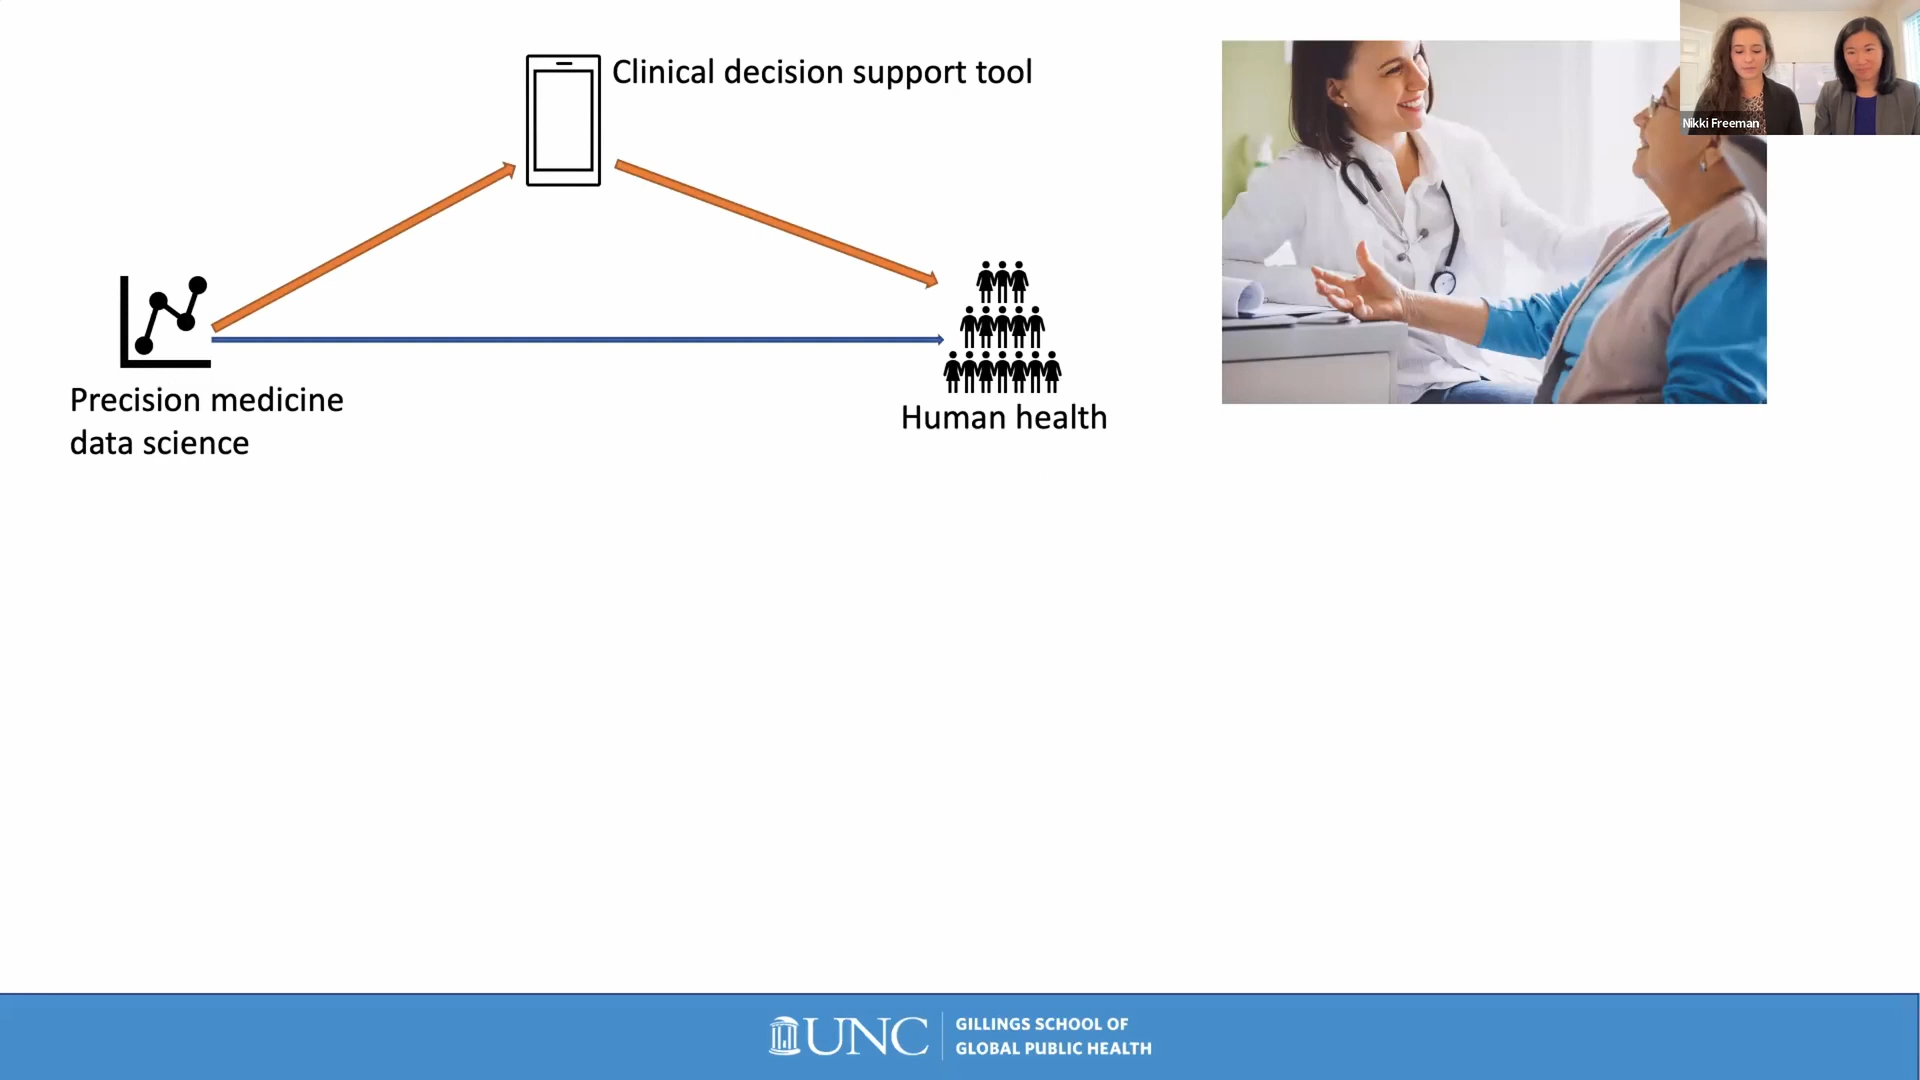 Clinical decision support tool
Nikki Freeman
Precision medicine
data science
Human health
UNC
GILLINGS SCHOOL OF
GLOBAL PUBLIC HEALTH